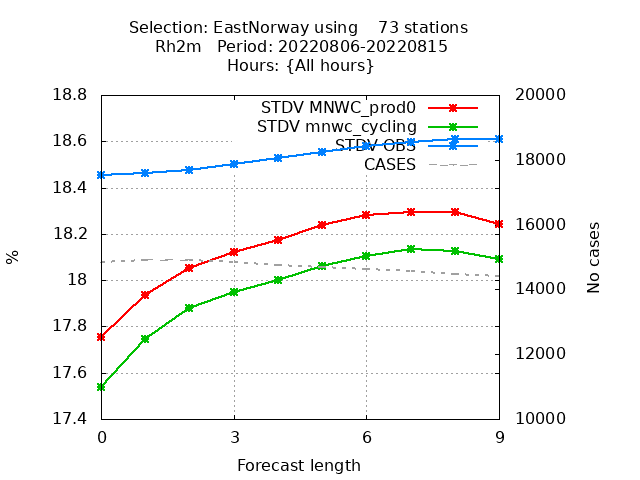 Selection: EastNorway using    73 stations
Rh2m   Period: 20220806-20220815
Hours: {All hours}
18.8
18.6
18.4
18.2
18
17.8
17.6
17.4
%
STDV MNWC_prod0
STDV mnwc_cycling
STDV OBS
CASES
20000
18000
16000
14000
12000
10000
No cases
0
3
6
9
Forecast length